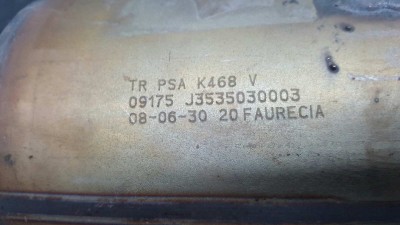 TR PSA K468 V
09175 J3535030003
08-06-30 20 FAURECIA